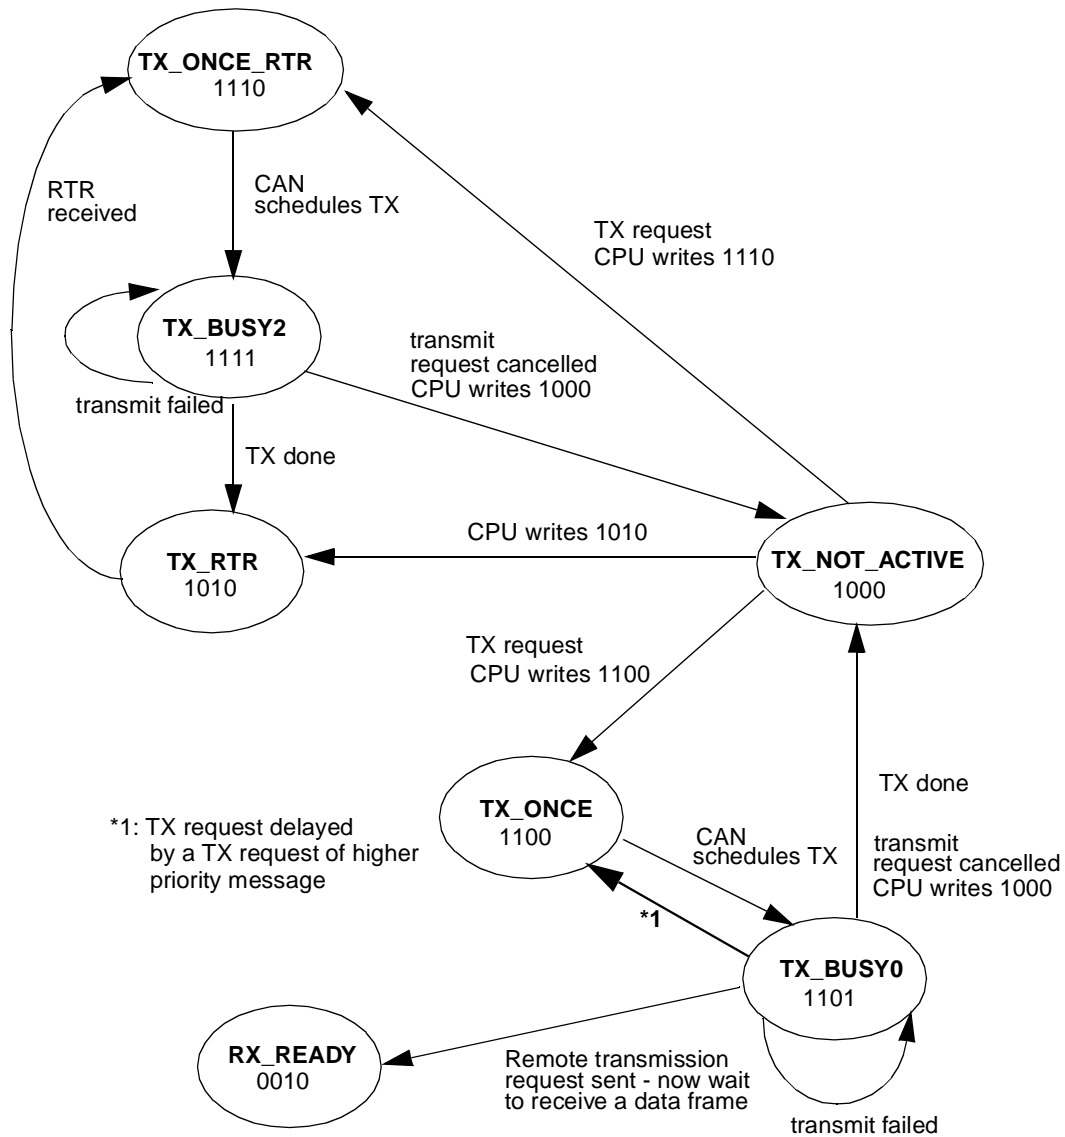 TX_ONCE_RTR
1110
RTR
received
CAN
schedules TX
TX request
CPU writes 1110
TX_BUSY2
1111
transmit
request cancelled
CPU writes 1000
transmit failed
TX done
CPU writes 1010
TX_RTR
1010
TX_NOT_ACTIVE
1000
TX request
CPU writes 1100
TX_ONCE
1100
*1: TX request delayed
by a TX request of higher
priority message
CAN
schedules TX
TX done
transmit
request cancelled
CPU writes 1000
*1
TX_BUSY0
1101
RX_READY
0010
Remote transmission
request sent - now wait
to receive a data frame
transmit failed